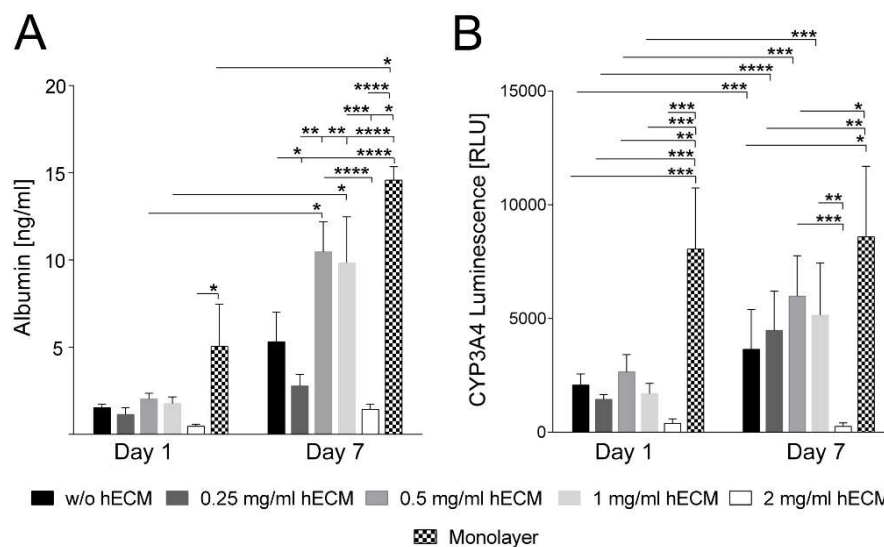 A
B
Albumin [ng/ml]
20
15
10
5
*
****
*** *
** ** ****
* ****
****
*
*
*
Day 1
Day 7
CYP3A4 Luminescence [RLU]
15000
10000
5000
0
***
***
****
***
***
***
**
***
***
*
**
*
**
***
Day 1
Day 7
w/o hECM
0.25 mg/ml hECM
0.5 mg/ml hECM
1 mg/ml hECM
2 mg/ml hECM
Monolayer